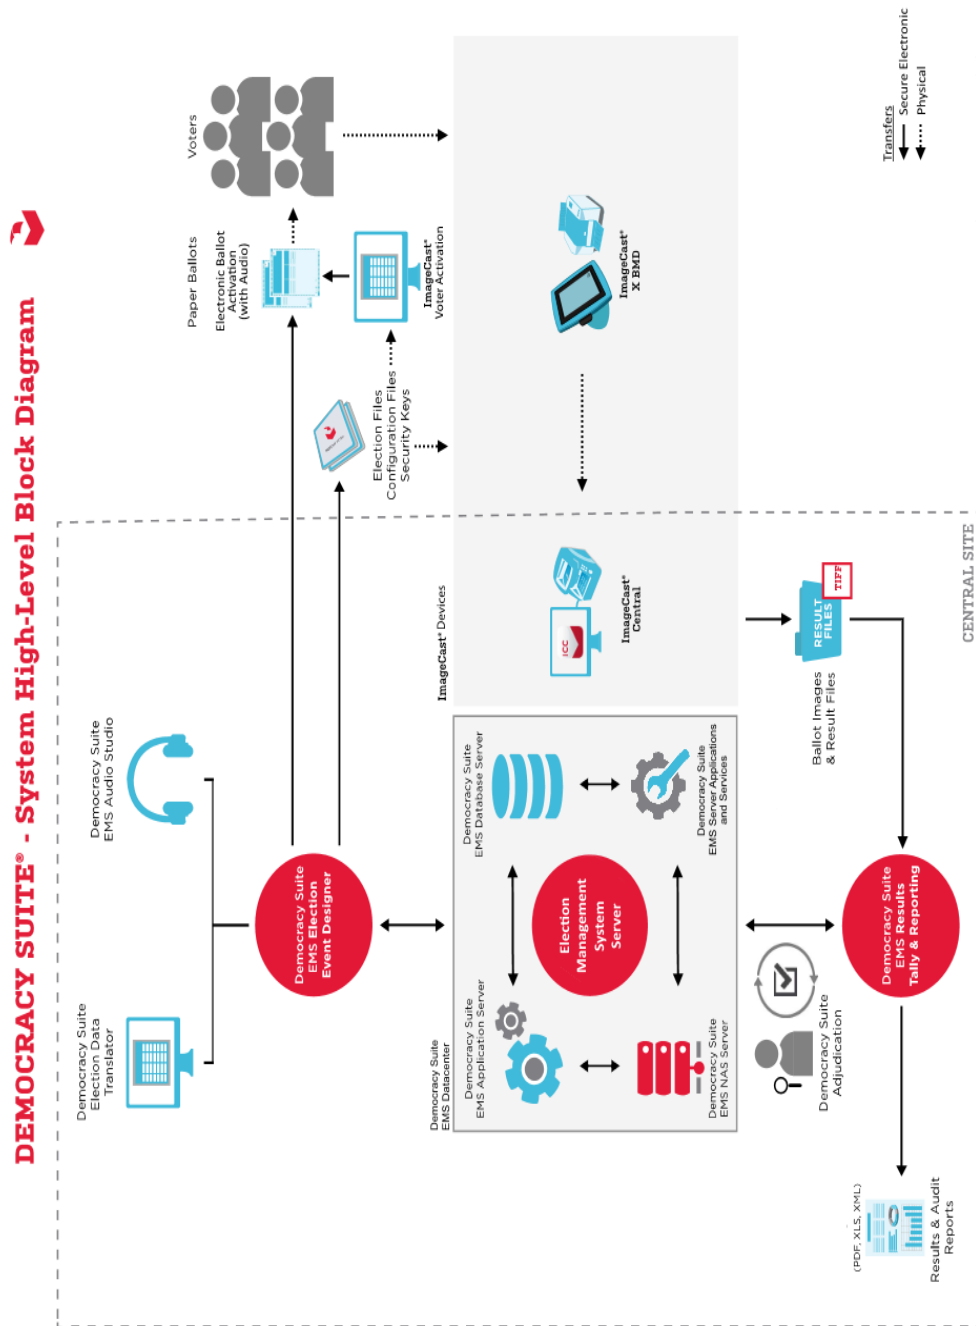 DEMOCRACY SUITE® - System High-Level Block Diagram
Democracy Suite
Election Data
Translator
Democracy Suite
EMS Audio Studio
Democracy Suite
EMS Election
Event Designer
Paper Ballots
Electronic Ballot
Activation
(with Audio)
Voters
Election Files
Configuration Files
Security Keys
ImageCast®
Voter Activation
Democracy Suite
EMS Datacenter
Democracy Suite
EMS Application Server
Democracy Suite
EMS Database Server
Election
Management
System
Server
Democracy Suite
EMS NAS Server
Democracy Suite
EMS Server Applications
and Services
ImageCast® Devices
ICC
ImageCast®
Central
ImageCast®
X BMD
Democracy Suite
Adjudication
Ballot Images
& Result Files
RESULT
FILES
TIFF
Democracy Suite
EMS Results
Tally & Reporting
(PDF, XLS, XML)
Results & Audit
Reports
CENTRAL SITE
Transfers
Secure Electronic
Physical